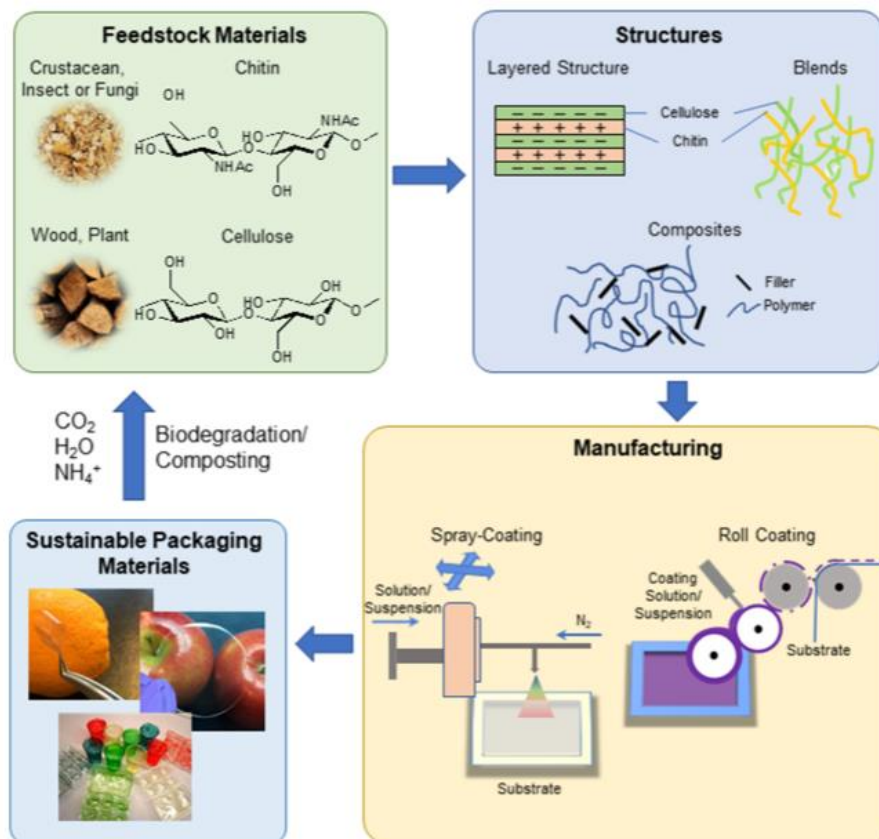 Feedstock Materials
Crustacean,
Insect or Fungi
Chitin
OH
HO
O
NHAc
HO
O
NHAc
O
O
OH
Wood, Plant
Cellulose
OH
HO
O
OH
O
HO
OH
O
O
OH
Structures
Layered Structure
Blends
Cellulose
Chitin
− − − − −
+ + + + +
− − − − −
+ + + + +
− − − − −
Composites
Filler
Polymer
Manufacturing
Spray-Coating
Solution/
Suspension
N₂
Substrate
Roll Coating
Coating
Solution/
Suspension
Substrate
Sustainable Packaging
Materials
CO₂
H₂O
NH₄⁺
Biodegradation/
Composting